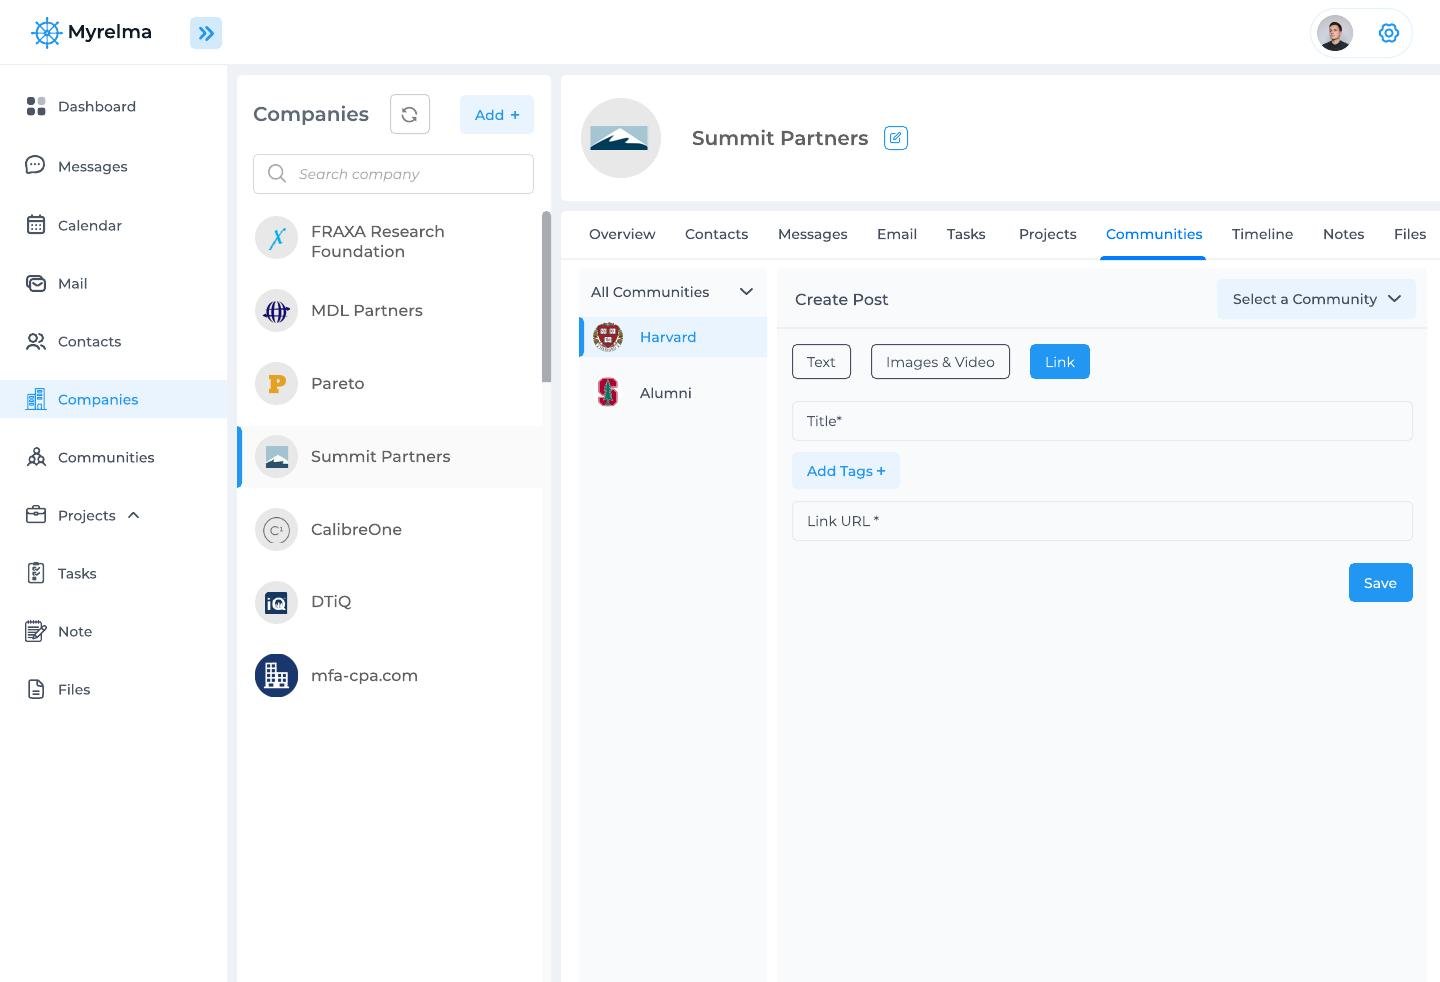 Myrelma
Dashboard
Messages
Calendar
Mail
Contacts
Companies
Communities
Projects
Tasks
Note
Files
Companies
Add +
Search company
FRAXA Research
Foundation
MDL Partners
P
Pareto
Summit Partners
C¹
CalibreOne
iQ
DTiQ
mfa-cpa.com
Summit Partners
Overview Contacts Messages Email Tasks Projects Communities Timeline Notes Files
All Communities
Harvard
S
Alumni
Create Post
Select a Community
Text Images & Video Link
Title*
Add Tags +
Link URL *
Save